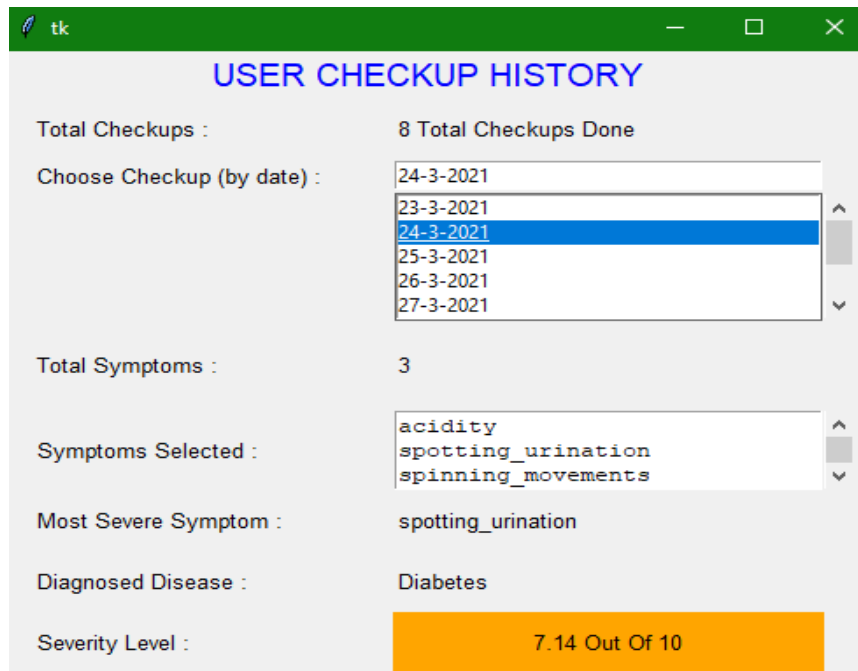 tk
USER CHECKUP HISTORY
Total Checkups : 8 Total Checkups Done
Choose Checkup (by date) : 24-3-2021
23-3-2021
24-3-2021
25-3-2021
26-3-2021
27-3-2021
Total Symptoms : 3
acidity
Symptoms Selected : spotting_urination
spinning_movements
Most Severe Symptom : spotting_urination
Diagnosed Disease : Diabetes
Severity Level : 7.14 Out Of 10